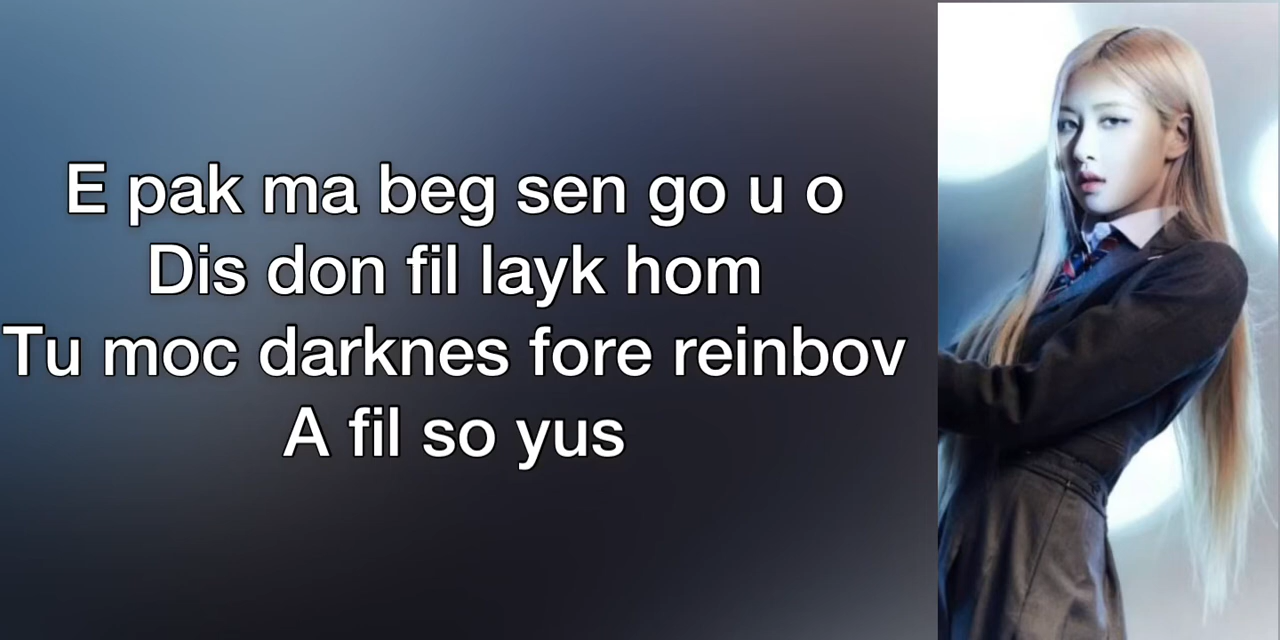 E pak ma beg sen go u o
Dis don fil layk hom
Tu moc darknes fore reinbov
A fil so yus